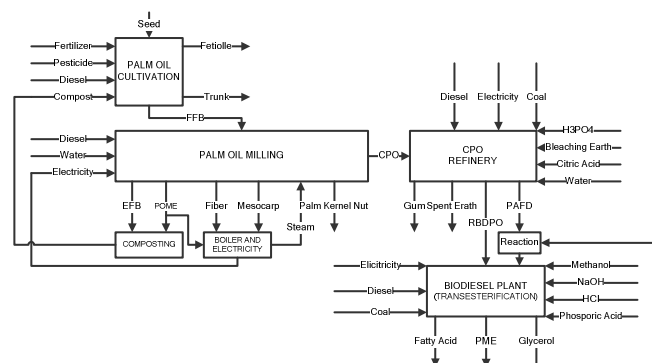 Seed
Fertilizer
Fetiolle
Pesticide
PALM OIL
CULTIVATION
Diesel
Compost
Trunk
FFB
Diesel
Electricity
Coal
Diesel
Water
Electricity
PALM OIL MILLING
CPO
CPO
REFINERY
H3PO4
Bleaching Earth
Citric Acid
Water
EFB
POME
Fiber
Mesocarp
Steam
Palm Kernel Nut
Gum
Spent Erath
RBDPO
PAFD
COMPOSTING
BOILER AND
ELECTRICITY
Reaction
Elicitricity
Diesel
Coal
BIODIESEL PLANT
(TRANSESTERIFICATION)
Methanol
NaOH
HCl
Phosporic Acid
Fatty Acid
PME
Glycerol